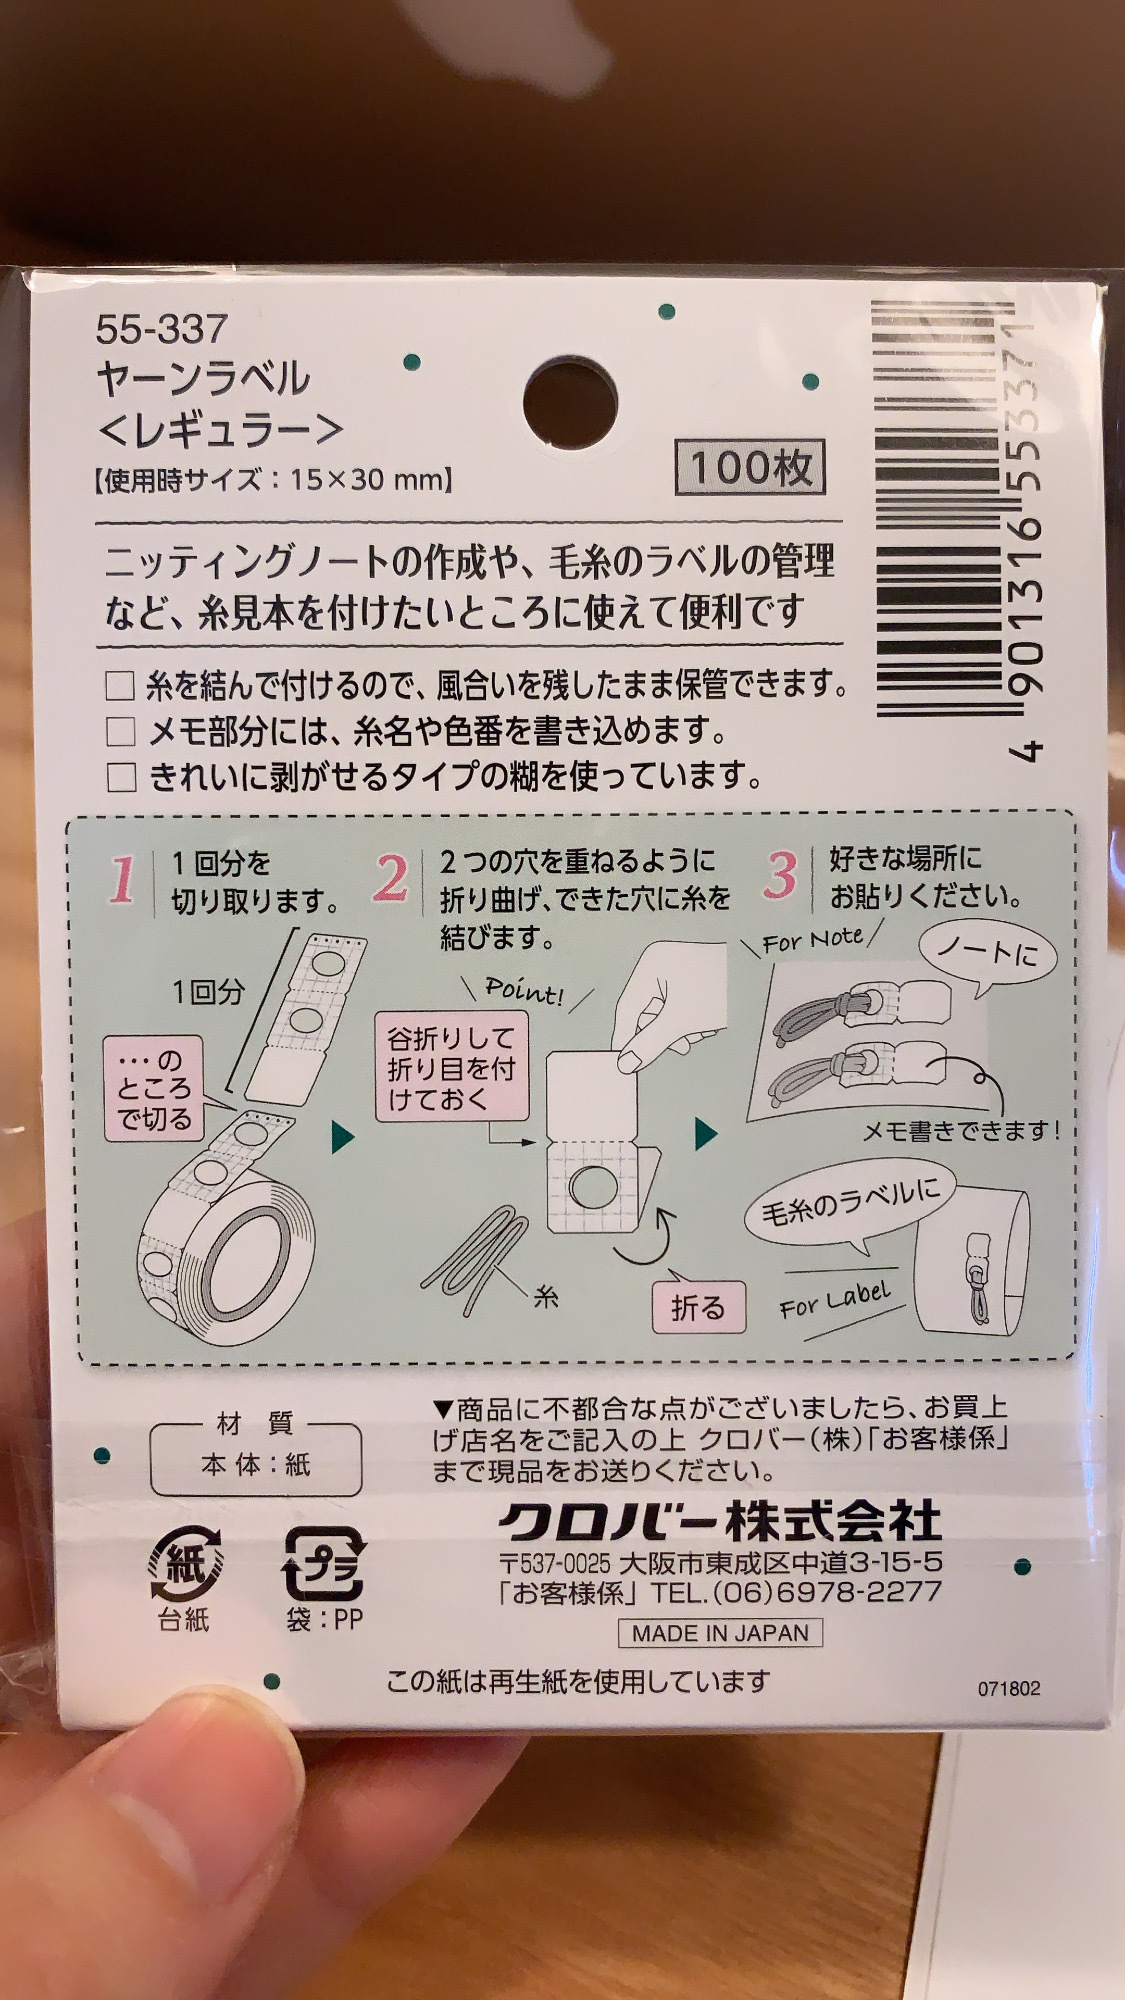 55-337
ヤーンラベル
<レギュラー>
【使用時サイズ：15×30 mm】
100枚
4 901316 553371
ニッティングノートの作成や、毛糸のラベルの管理
など、糸見本を付けたいところに使えて便利です
□ 糸を結んで付けるので、風合いを残したまま保管できます。
□ メモ部分には、糸名や色番を書き込めます。
□ きれいに剥がせるタイプの糊を使っています。
1
1回分を
切り取ります。
1回分
…の
ところ
で切る
2
2つの穴を重ねるように
折り曲げ、できた穴に糸を
結びます。
Point!
谷折りして
折り目を付
けておく
糸
折る
3
好きな場所に
お貼りください。
For Note
ノートに
メモ書きできます!
毛糸のラベルに
For Label
材 質
本体：紙
▼商品に不都合な点がございましたら、お買上
げ店名をご記入の上 クロバー(株)「お客様係」
まで現品をお送りください。
クロバー株式会社
〒537-0025 大阪市東成区中道3-15-5
「お客様係」 TEL.(06)6978-2277
MADE IN JAPAN
紙
台紙
プラ
袋：PP
この紙は再生紙を使用しています
071802